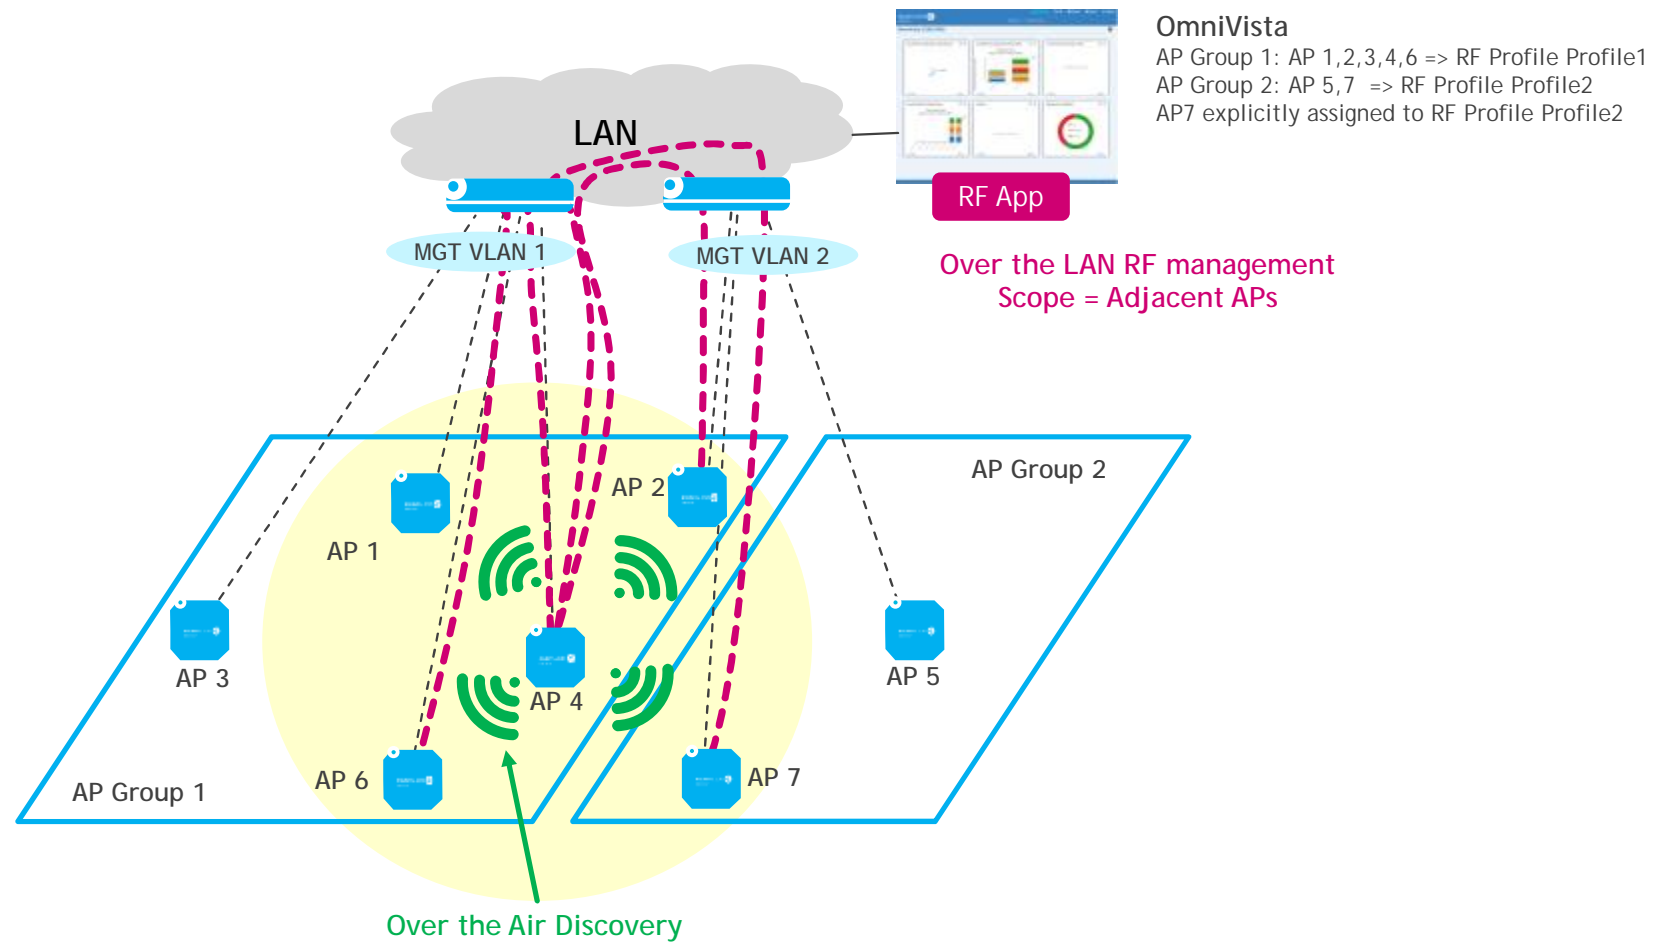 OmniVista
AP Group 1: AP 1,2,3,4,6 => RF Profile Profile1
AP Group 2: AP 5,7 => RF Profile Profile2
AP7 explicitly assigned to RF Profile Profile2
LAN
RF App
MGT VLAN 1
MGT VLAN 2
Over the LAN RF management
Scope = Adjacent APs
AP Group 2
AP 2
AP 1
AP 3
AP 4
AP 5
AP 6
AP 7
AP Group 1
Over the Air Discovery